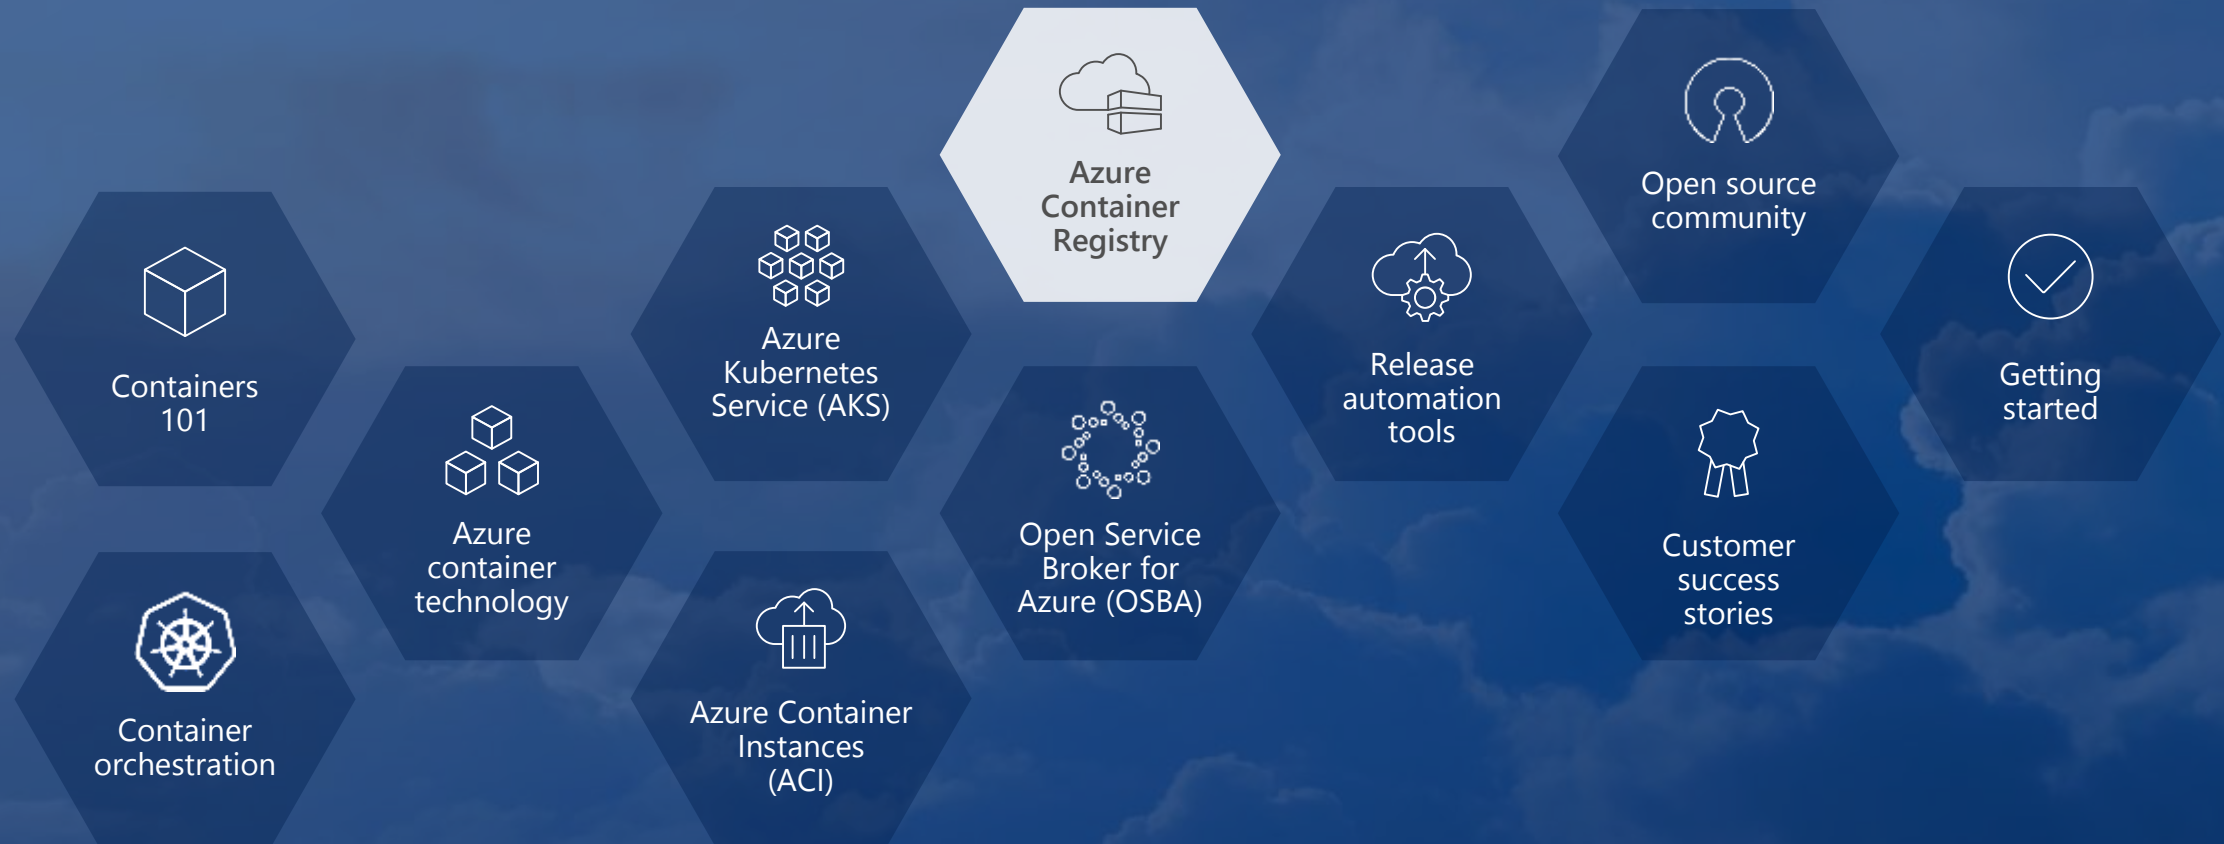 Containers
101
Container
orchestration
Azure
container
technology
Azure
Kubernetes
Service (AKS)
Azure Container
Instances
(ACI)
Azure
Container
Registry
Open Service
Broker for
Azure (OSBA)
Release
automation
tools
Open source
community
Customer
success
stories
Getting
started